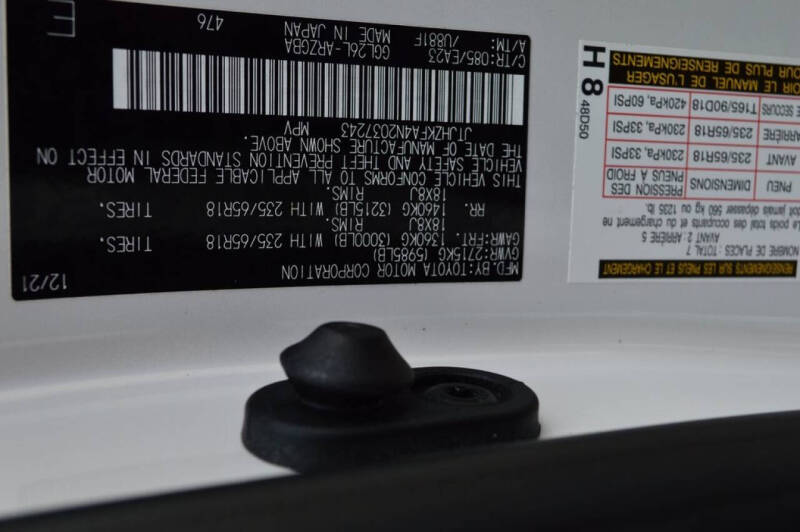 MFD. BY: TOYOTA MOTOR CORPORATION 12/21
GVWR: 2715KG (5985LB)
GAWR: FRT. 1360KG (3000LB) WITH 235/65R18 TIRES.
18X8J RIMS
RR. 1460KG (3215LB) WITH 235/65R18 TIRES.
18X8J RIMS.
THIS VEHICLE CONFORMS TO ALL APPLICABLE FEDERAL MOTOR
VEHICLE SAFETY AND THEFT PREVENTION STANDARDS IN EFFECT ON
THE DATE OF MANUFACTURE SHOWN ABOVE.
JTJHZKFA4N2037243 MPV
C/TR: 085/EA23
A/TM: /U881F
GGL26L-ARZGBA
MADE IN JAPAN
476
E
RENSEIGNEMENTS SUR LES PNEUS ET LE CHARGEMENT
NOMBRE DE PLACES : TOTAL 7
AVANT 2 : ARRIÈRE 5
Le poids total des occupants et du chargement ne
doit jamais dépasser 560 kg ou 1235 lb.
PNEU DIMENSIONS PRESSION DES PNEUS À FROID
AVANT 235/65R18 230kPa, 33PSI
ARRIÈRE 235/65R18 230kPa, 33PSI
DE SECOURS T165/90D18 420kPa, 60PSI
VOIR LE MANUEL DE L'USAGER
POUR PLUS DE RENSEIGNEMENTS
H 8
48D50